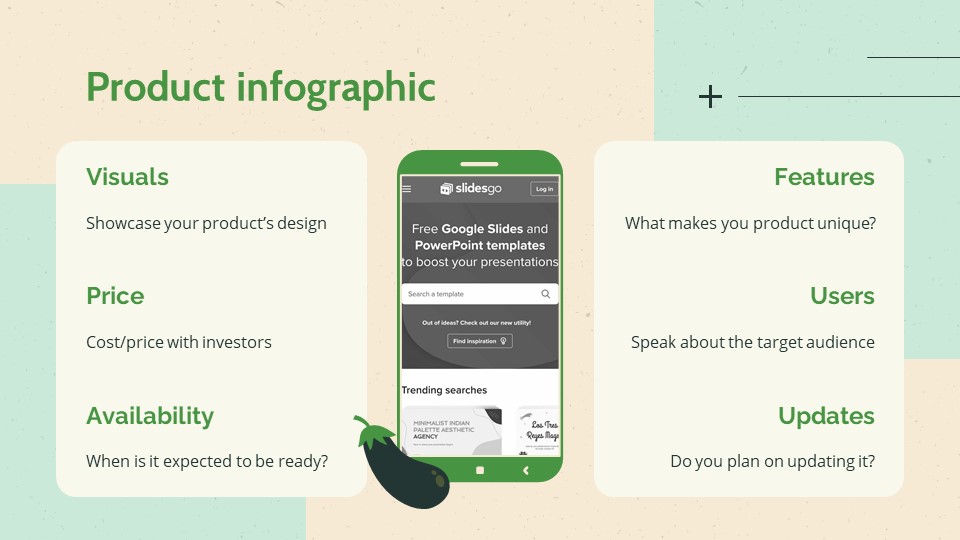 Product infographic
Visuals
Showcase your product’s design
Price
Cost/price with investors
Availability
When is it expected to be ready?
slidesgo
Log in
Free Google Slides and
PowerPoint templates
to boost your presentations
Search a template
Out of ideas? Check out our new utility!
Find inspiration
Trending searches
MINIMALIST INDIAN
PALETTE AESTHETIC
AGENCY
Los Tres
Reyes Mago
Features
What makes you product unique?
Users
Speak about the target audience
Updates
Do you plan on updating it?